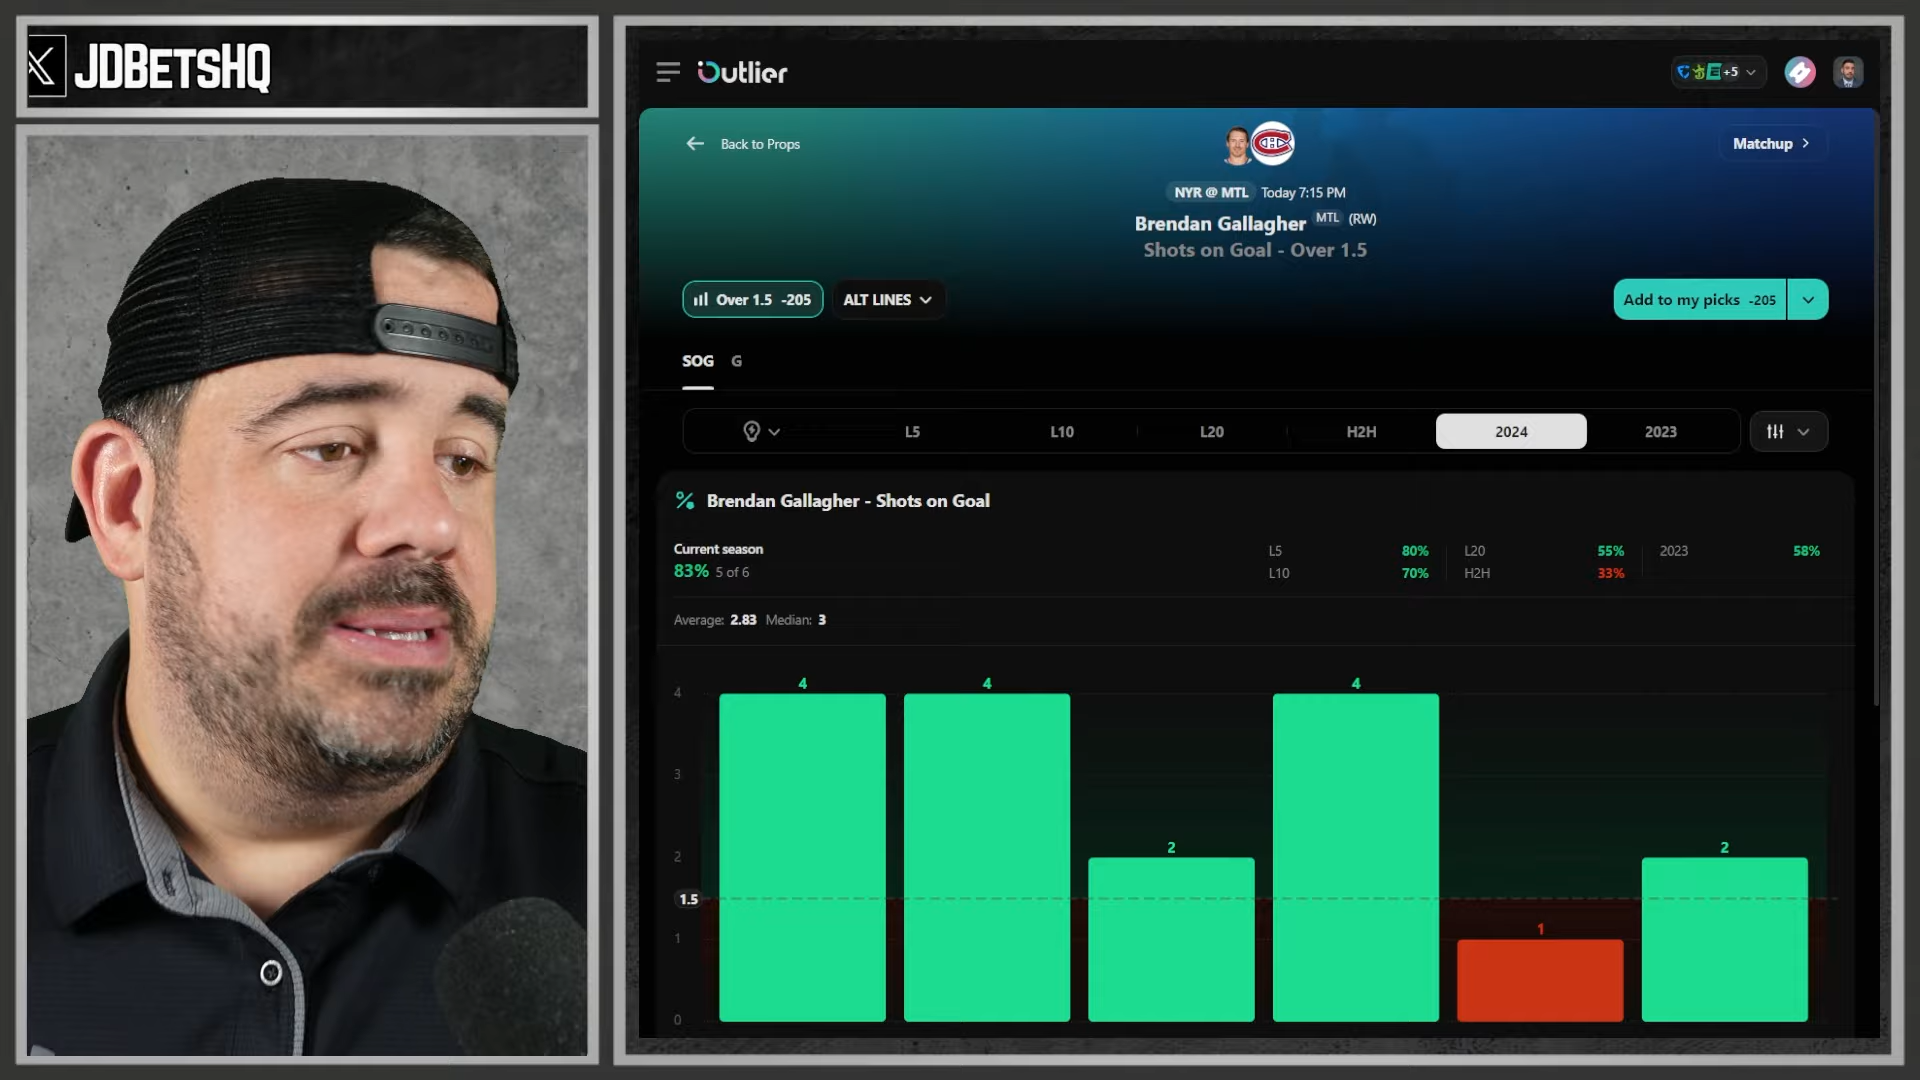 X JDBETSHQ
Outlier
+5
Back to Props
Matchup
NYR @ MTL Today 7:15 PM
Brendan Gallagher MTL (RW)
Shots on Goal - Over 1.5
Over 1.5 -205
ALT LINES
Add to my picks -205
SOG G
L5 L10 L20 H2H 2024 2023
Brendan Gallagher - Shots on Goal
Current season
83% 5 of 6
L5 80% L20 55% 2023 58%
L10 70% H2H 33%
Average: 2.83 Median: 3
4 4 2 4 1 2
4
3
2
1.5
1
0